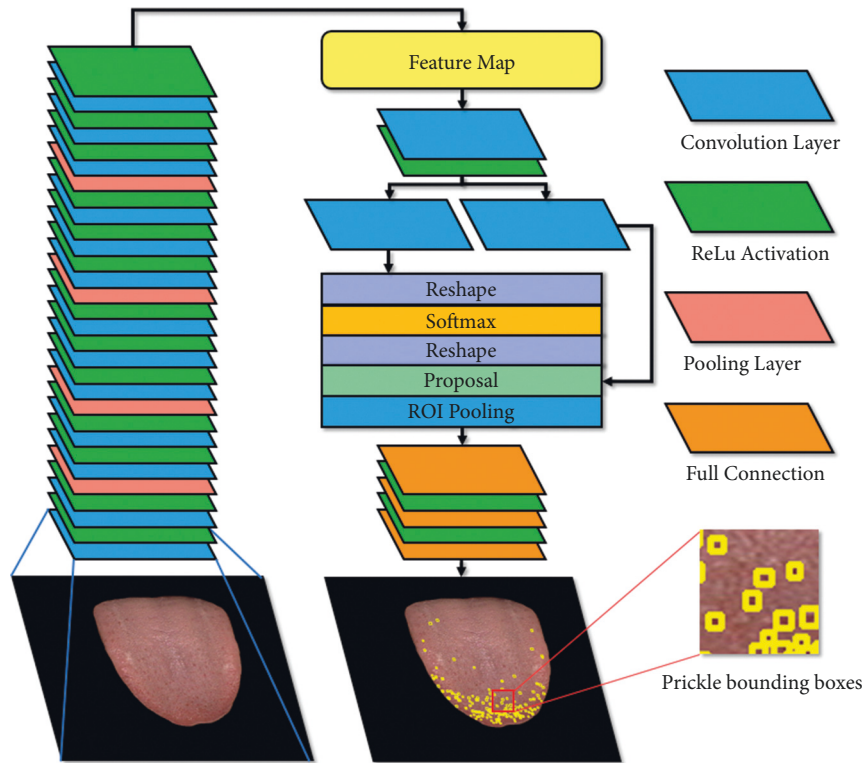 Feature Map
Convolution Layer
ReLu Activation
Reshape
Softmax
Reshape
Proposal
ROI Pooling
Pooling Layer
Full Connection
Prickle bounding boxes